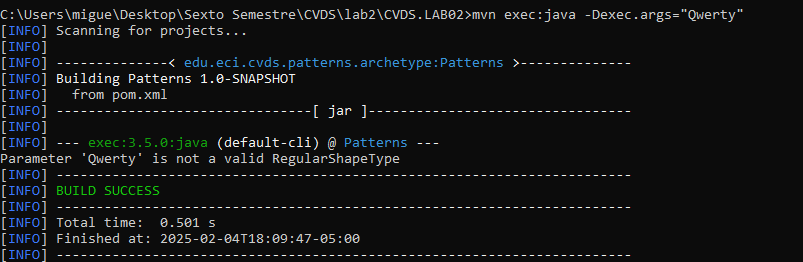 C:\Users\migue\Desktop\Sexto Semestre\CVDS\lab2\CVDS.LAB02>mvn exec:java -Dexec.args="Qwerty"
[INFO] Scanning for projects...
[INFO]
[INFO] --------------< edu.eci.cvds.patterns.archetype:Patterns >--------------
[INFO] Building Patterns 1.0-SNAPSHOT
[INFO]   from pom.xml
[INFO] --------------------------------[ jar ]---------------------------------
[INFO]
[INFO] --- exec:3.5.0:java (default-cli) @ Patterns ---
Parameter 'Qwerty' is not a valid RegularShapeType
[INFO] ------------------------------------------------------------------------
[INFO] BUILD SUCCESS
[INFO] ------------------------------------------------------------------------
[INFO] Total time:  0.501 s
[INFO] Finished at: 2025-02-04T18:09:47-05:00
[INFO] ------------------------------------------------------------------------